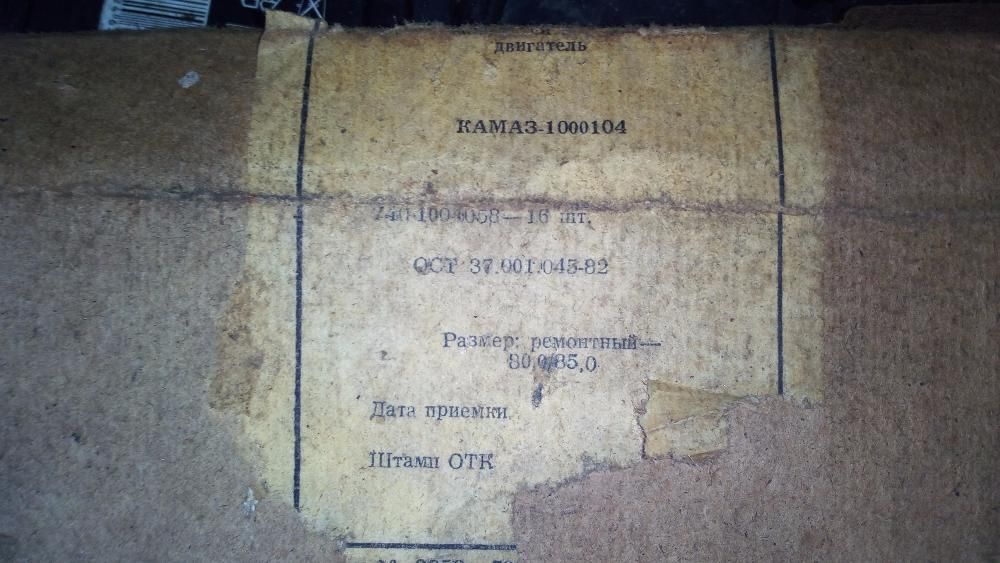 двигатель
КАМАЗ-1000104
740-1004058—16 шт.
ОСТ 37.001.045-82
Размер: ремонтный—
80,0/85,0
Дата приемки
Штамп ОТК